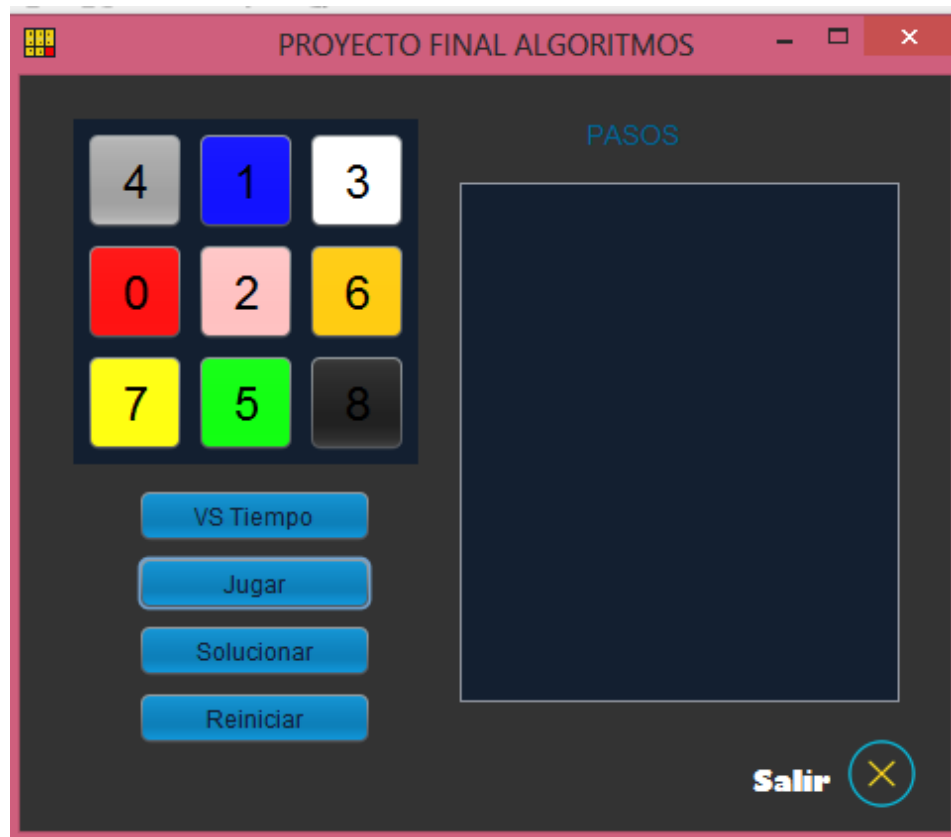 PROYECTO FINAL ALGORITMOS
PASOS
4 1 3
0 2 6
7 5 8
VS Tiempo
Jugar
Solucionar
Reiniciar
Salir